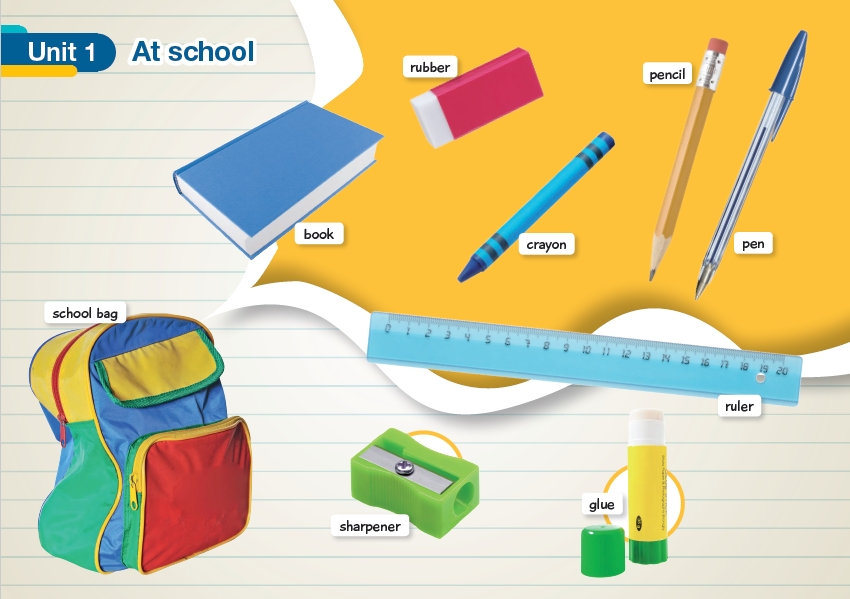 Unit 1 At school
rubber
pencil
book
crayon
pen
school bag
0 1 2 3 4 5 6 7 8 9 10 11 12 13 14 15 16 17 18 19 20
ruler
sharpener
glue